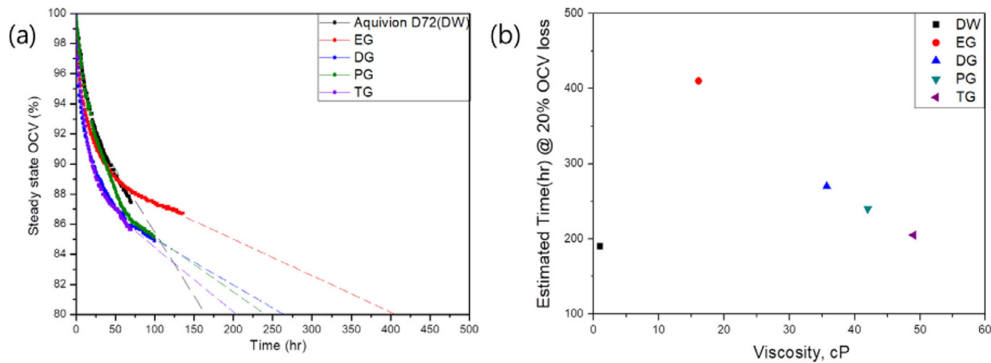 (a)
Aquivion D72(DW)
EG
DG
PG
TG
Steady state OCV (%)
100
98
96
94
92
90
88
86
84
82
80
0 50 100 150 200 250 300 350 400 450 500
Time (hr)
(b)
DW
EG
DG
PG
TG
Estimated Time(hr) @ 20% OCV loss
500
400
300
200
100
0 10 20 30 40 50 60
Viscosity, cP